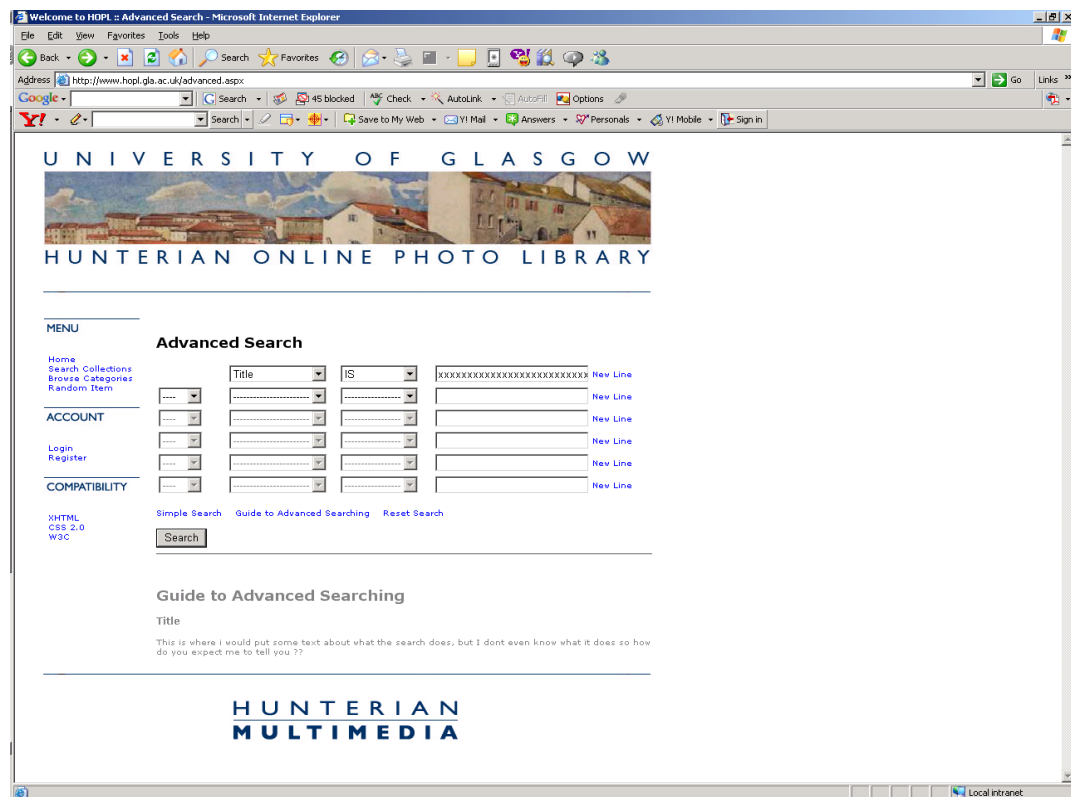 Welcome to HOPL :: Advanced Search - Microsoft Internet Explorer
File Edit View Favorites Tools Help
Back Search Favorites
Address http://www.hopl.gla.ac.uk/advanced.aspx Go Links »
Google Search 45 blocked ABC Check AutoLink AutoFill Options
Y! Search Save to My Web Y! Mail Answers Personals Y! Mobile Sign in
UNIVERSITY OF GLASGOW
HUNTERIAN ONLINE PHOTO LIBRARY
MENU
Home
Search Collections
Browse Categories
Random Item
ACCOUNT
Login
Register
COMPATIBILITY
XHTML
CSS 2.0
W3C
Advanced Search
Title IS xxxxxxxxxxxxxxxxxxxxxxxxxx New Line
---- ---------------------- ---------------- New Line
---- ---------------------- ---------------- New Line
---- ---------------------- ---------------- New Line
---- ---------------------- ---------------- New Line
---- ---------------------- ---------------- New Line
Simple Search Guide to Advanced Searching Reset Search
Search
Guide to Advanced Searching
Title
This is where i would put some text about what the search does, but I dont even know what it does so how
do you expect me to tell you ??
HUNTERIAN
MULTIMEDIA
Local intranet